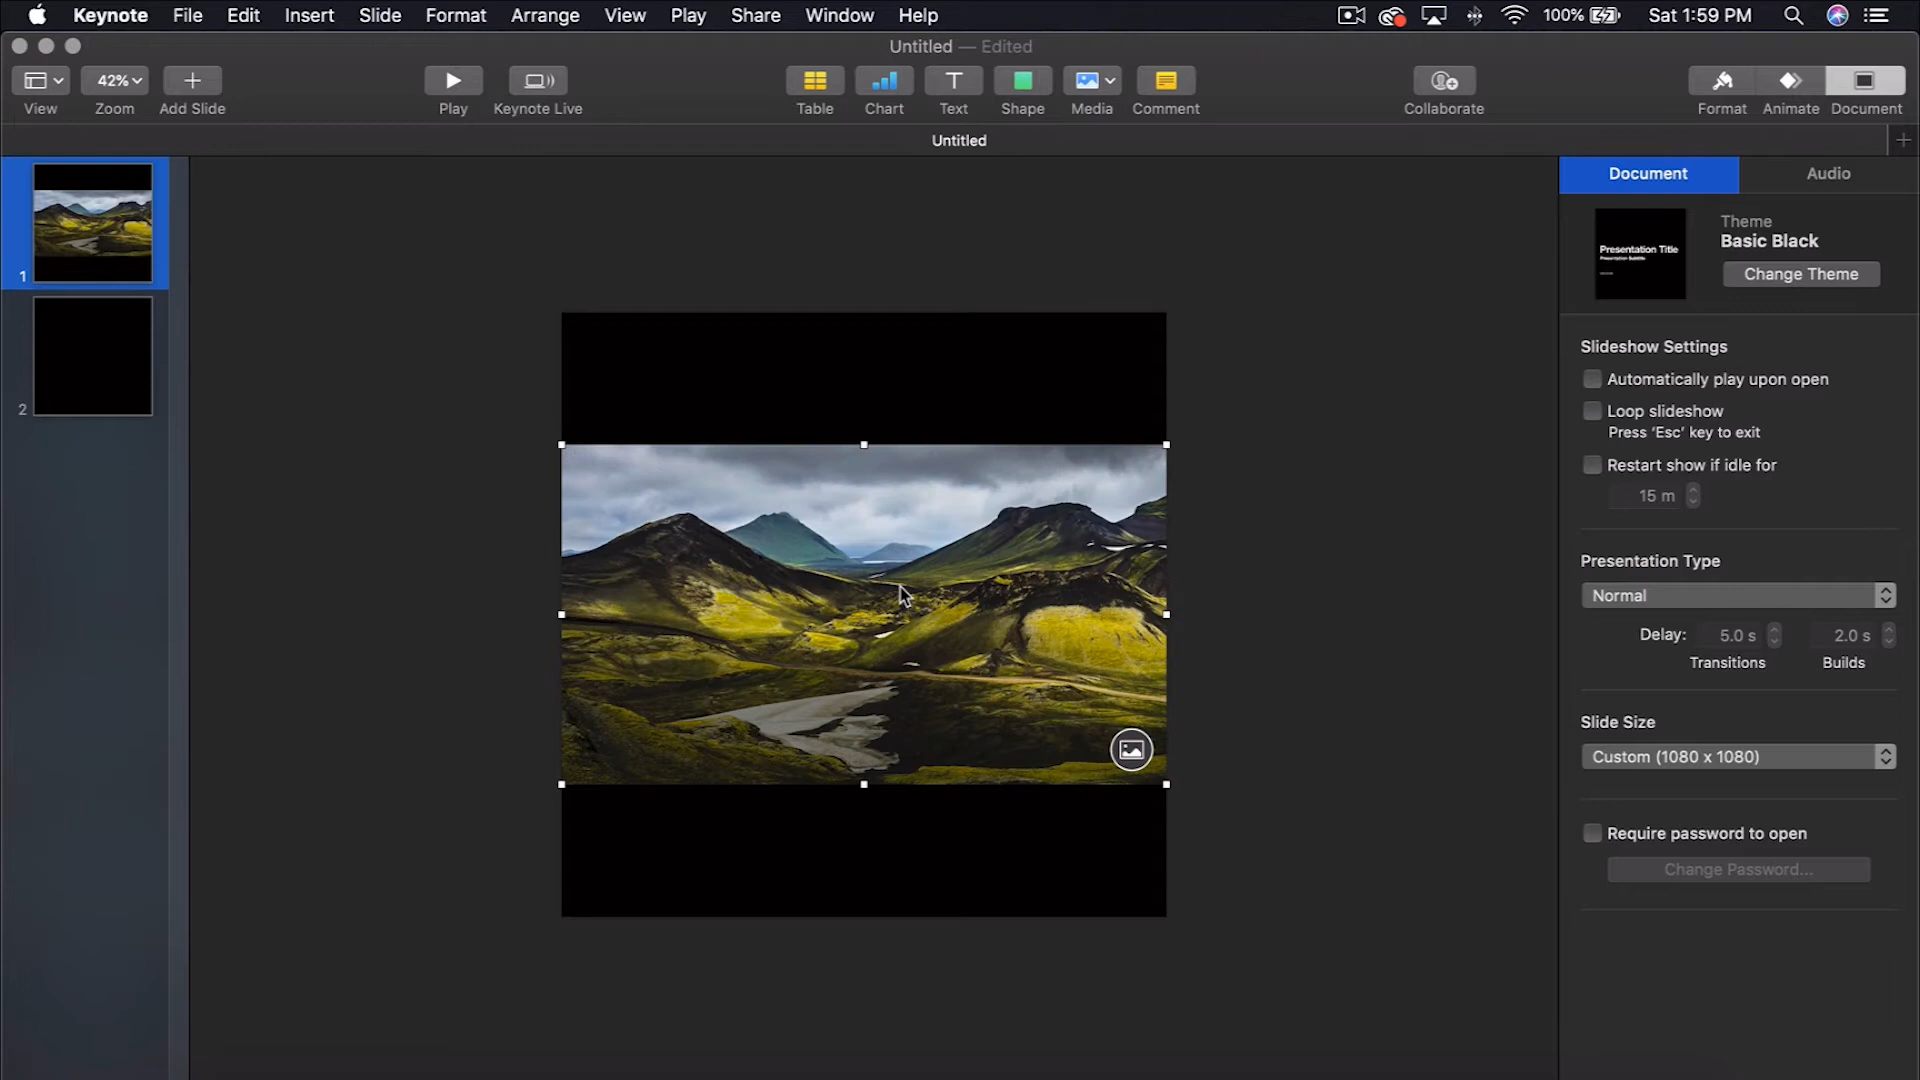 Keynote File Edit Insert Slide Format Arrange View Play Share Window Help 100% Sat 1:59 PM
Untitled — Edited
42%
View Zoom Add Slide Play Keynote Live Table Chart Text Shape Media Comment Collaborate Format Animate Document
Untitled
Document Audio
Theme
Basic Black
Change Theme
Presentation Title
Presentation Subtitle
1
2
Slideshow Settings
Automatically play upon open
Loop slideshow
Press ‘Esc’ key to exit
Restart show if idle for
15 m
Presentation Type
Normal
Delay: 5.0 s 2.0 s
Transitions Builds
Slide Size
Custom (1080 x 1080)
Require password to open
Change Password...